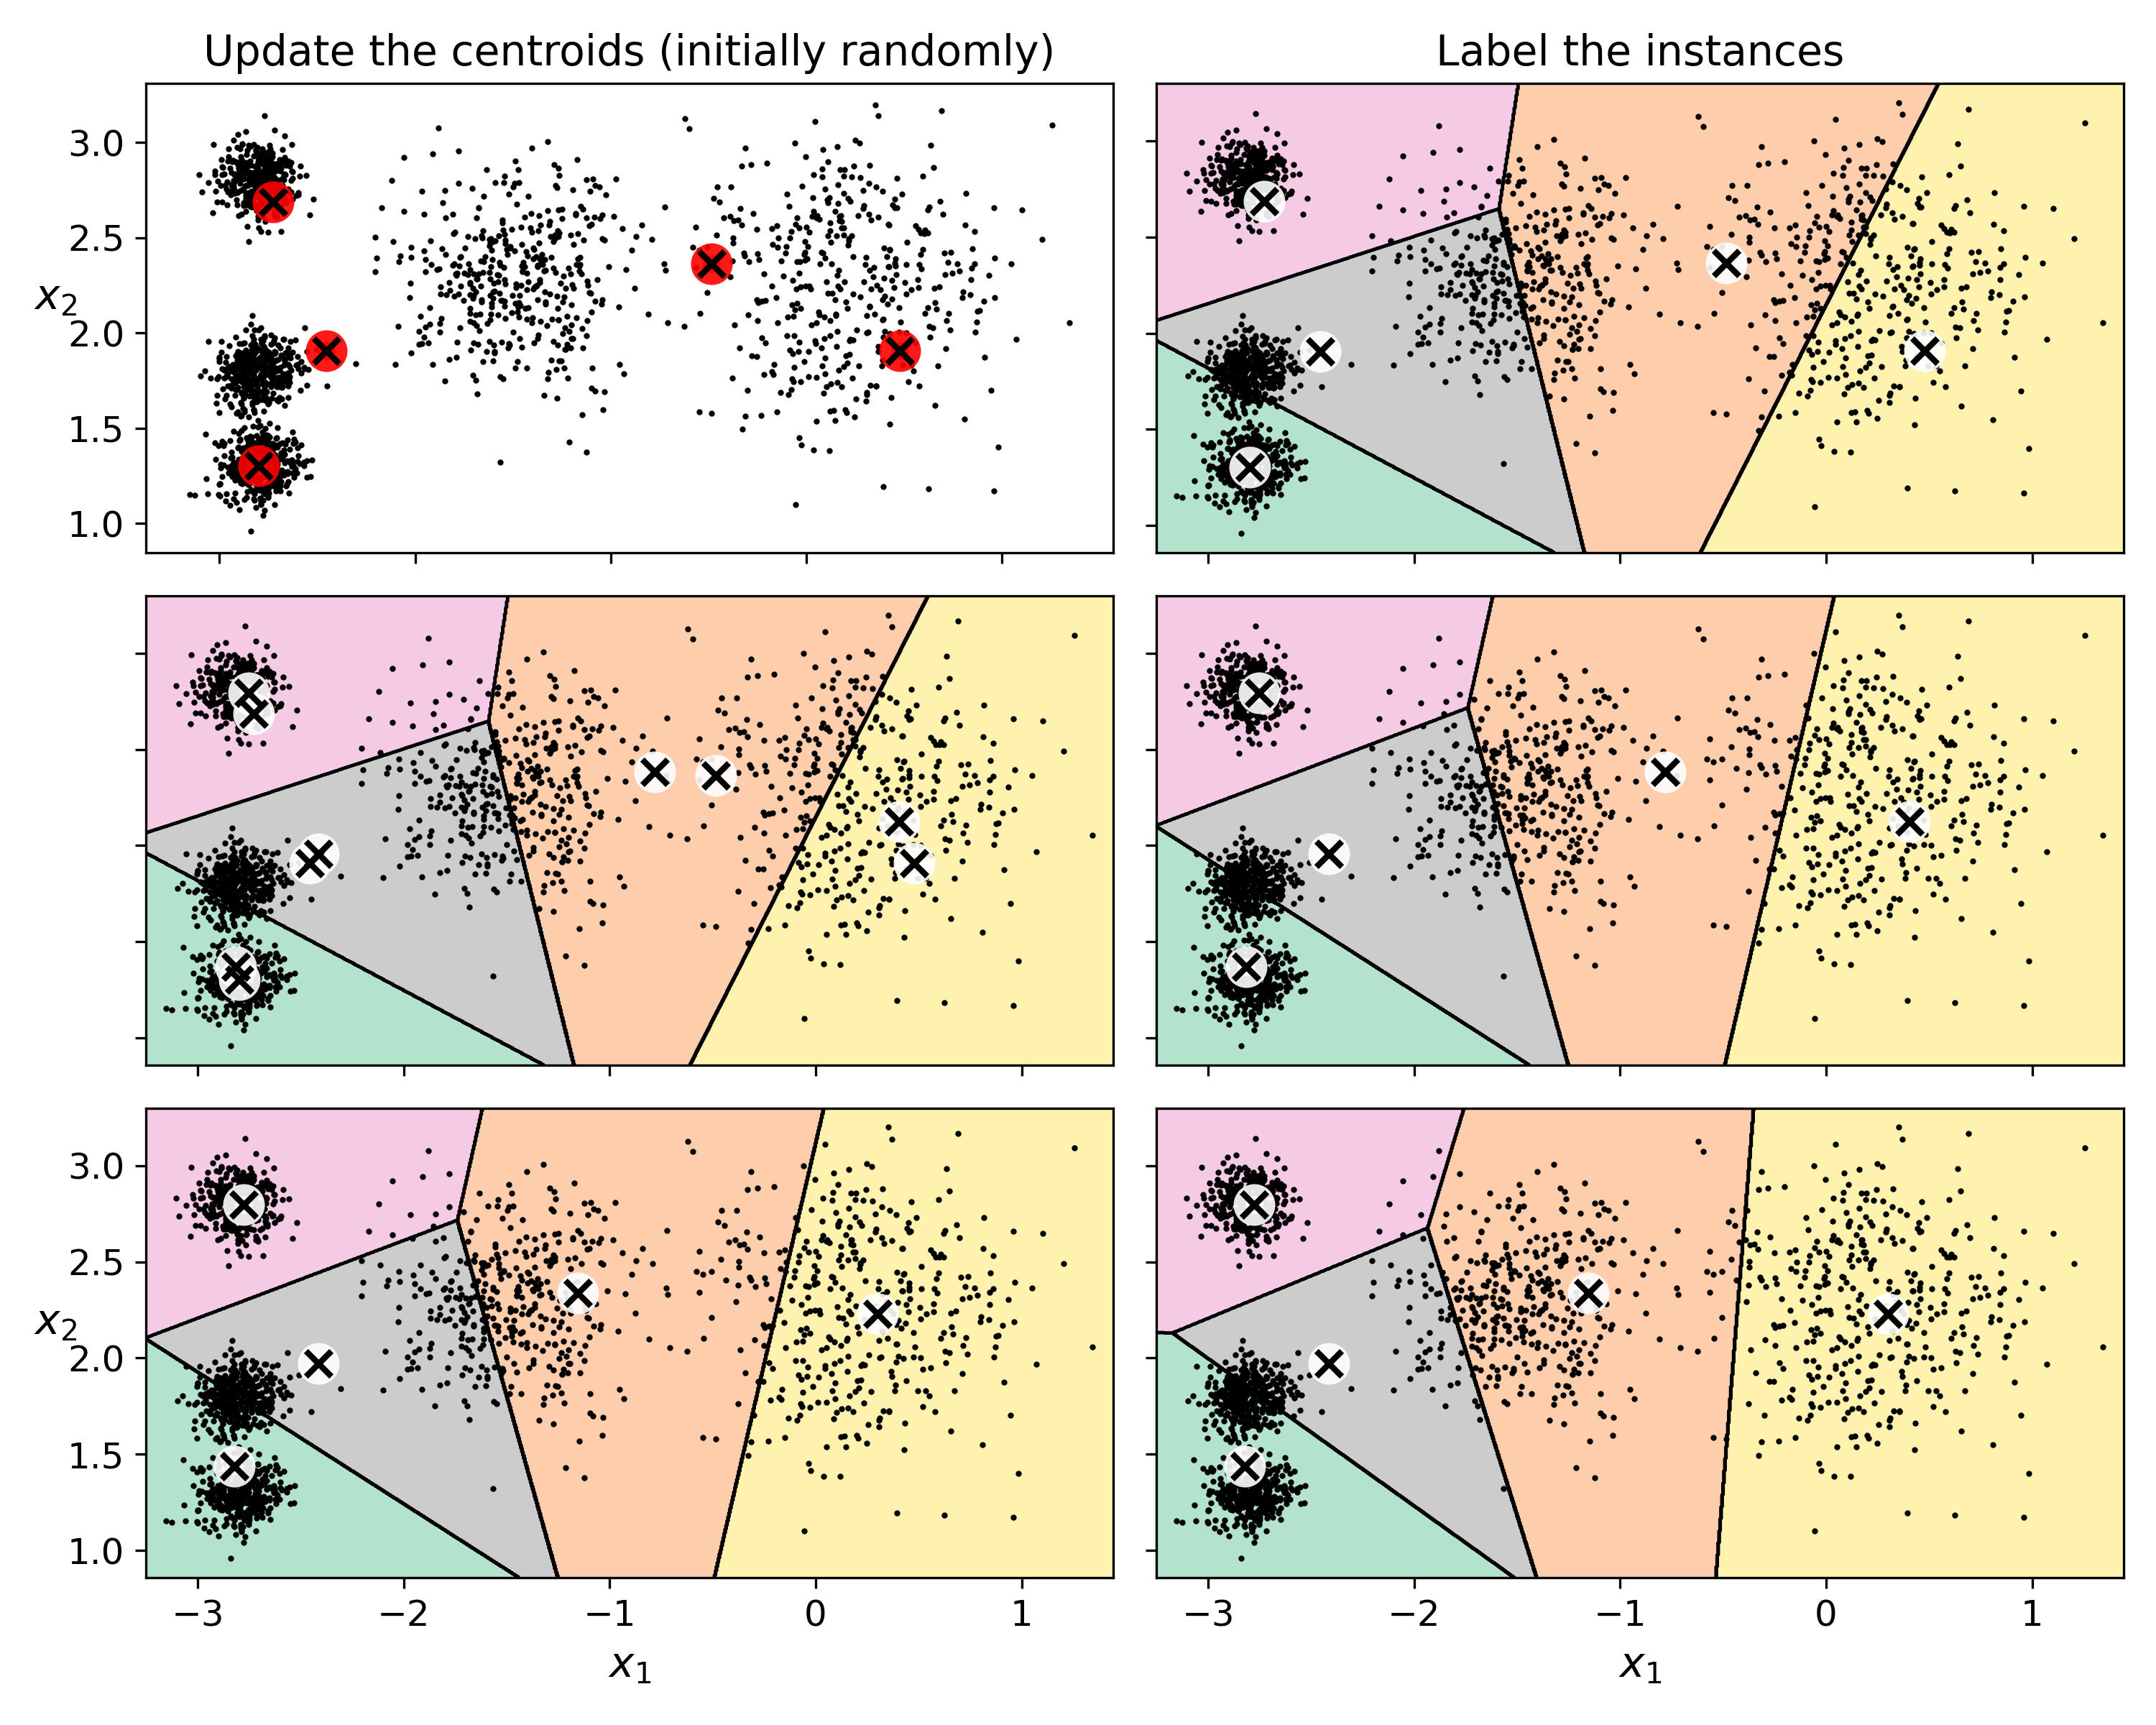 Update the centroids (initially randomly)
Label the instances
3.0
2.5
x₂
2.0
1.5
1.0
3.0
2.5
x₂
2.0
1.5
1.0
−3 −2 −1 0 1
−3 −2 −1 0 1
x₁
x₁